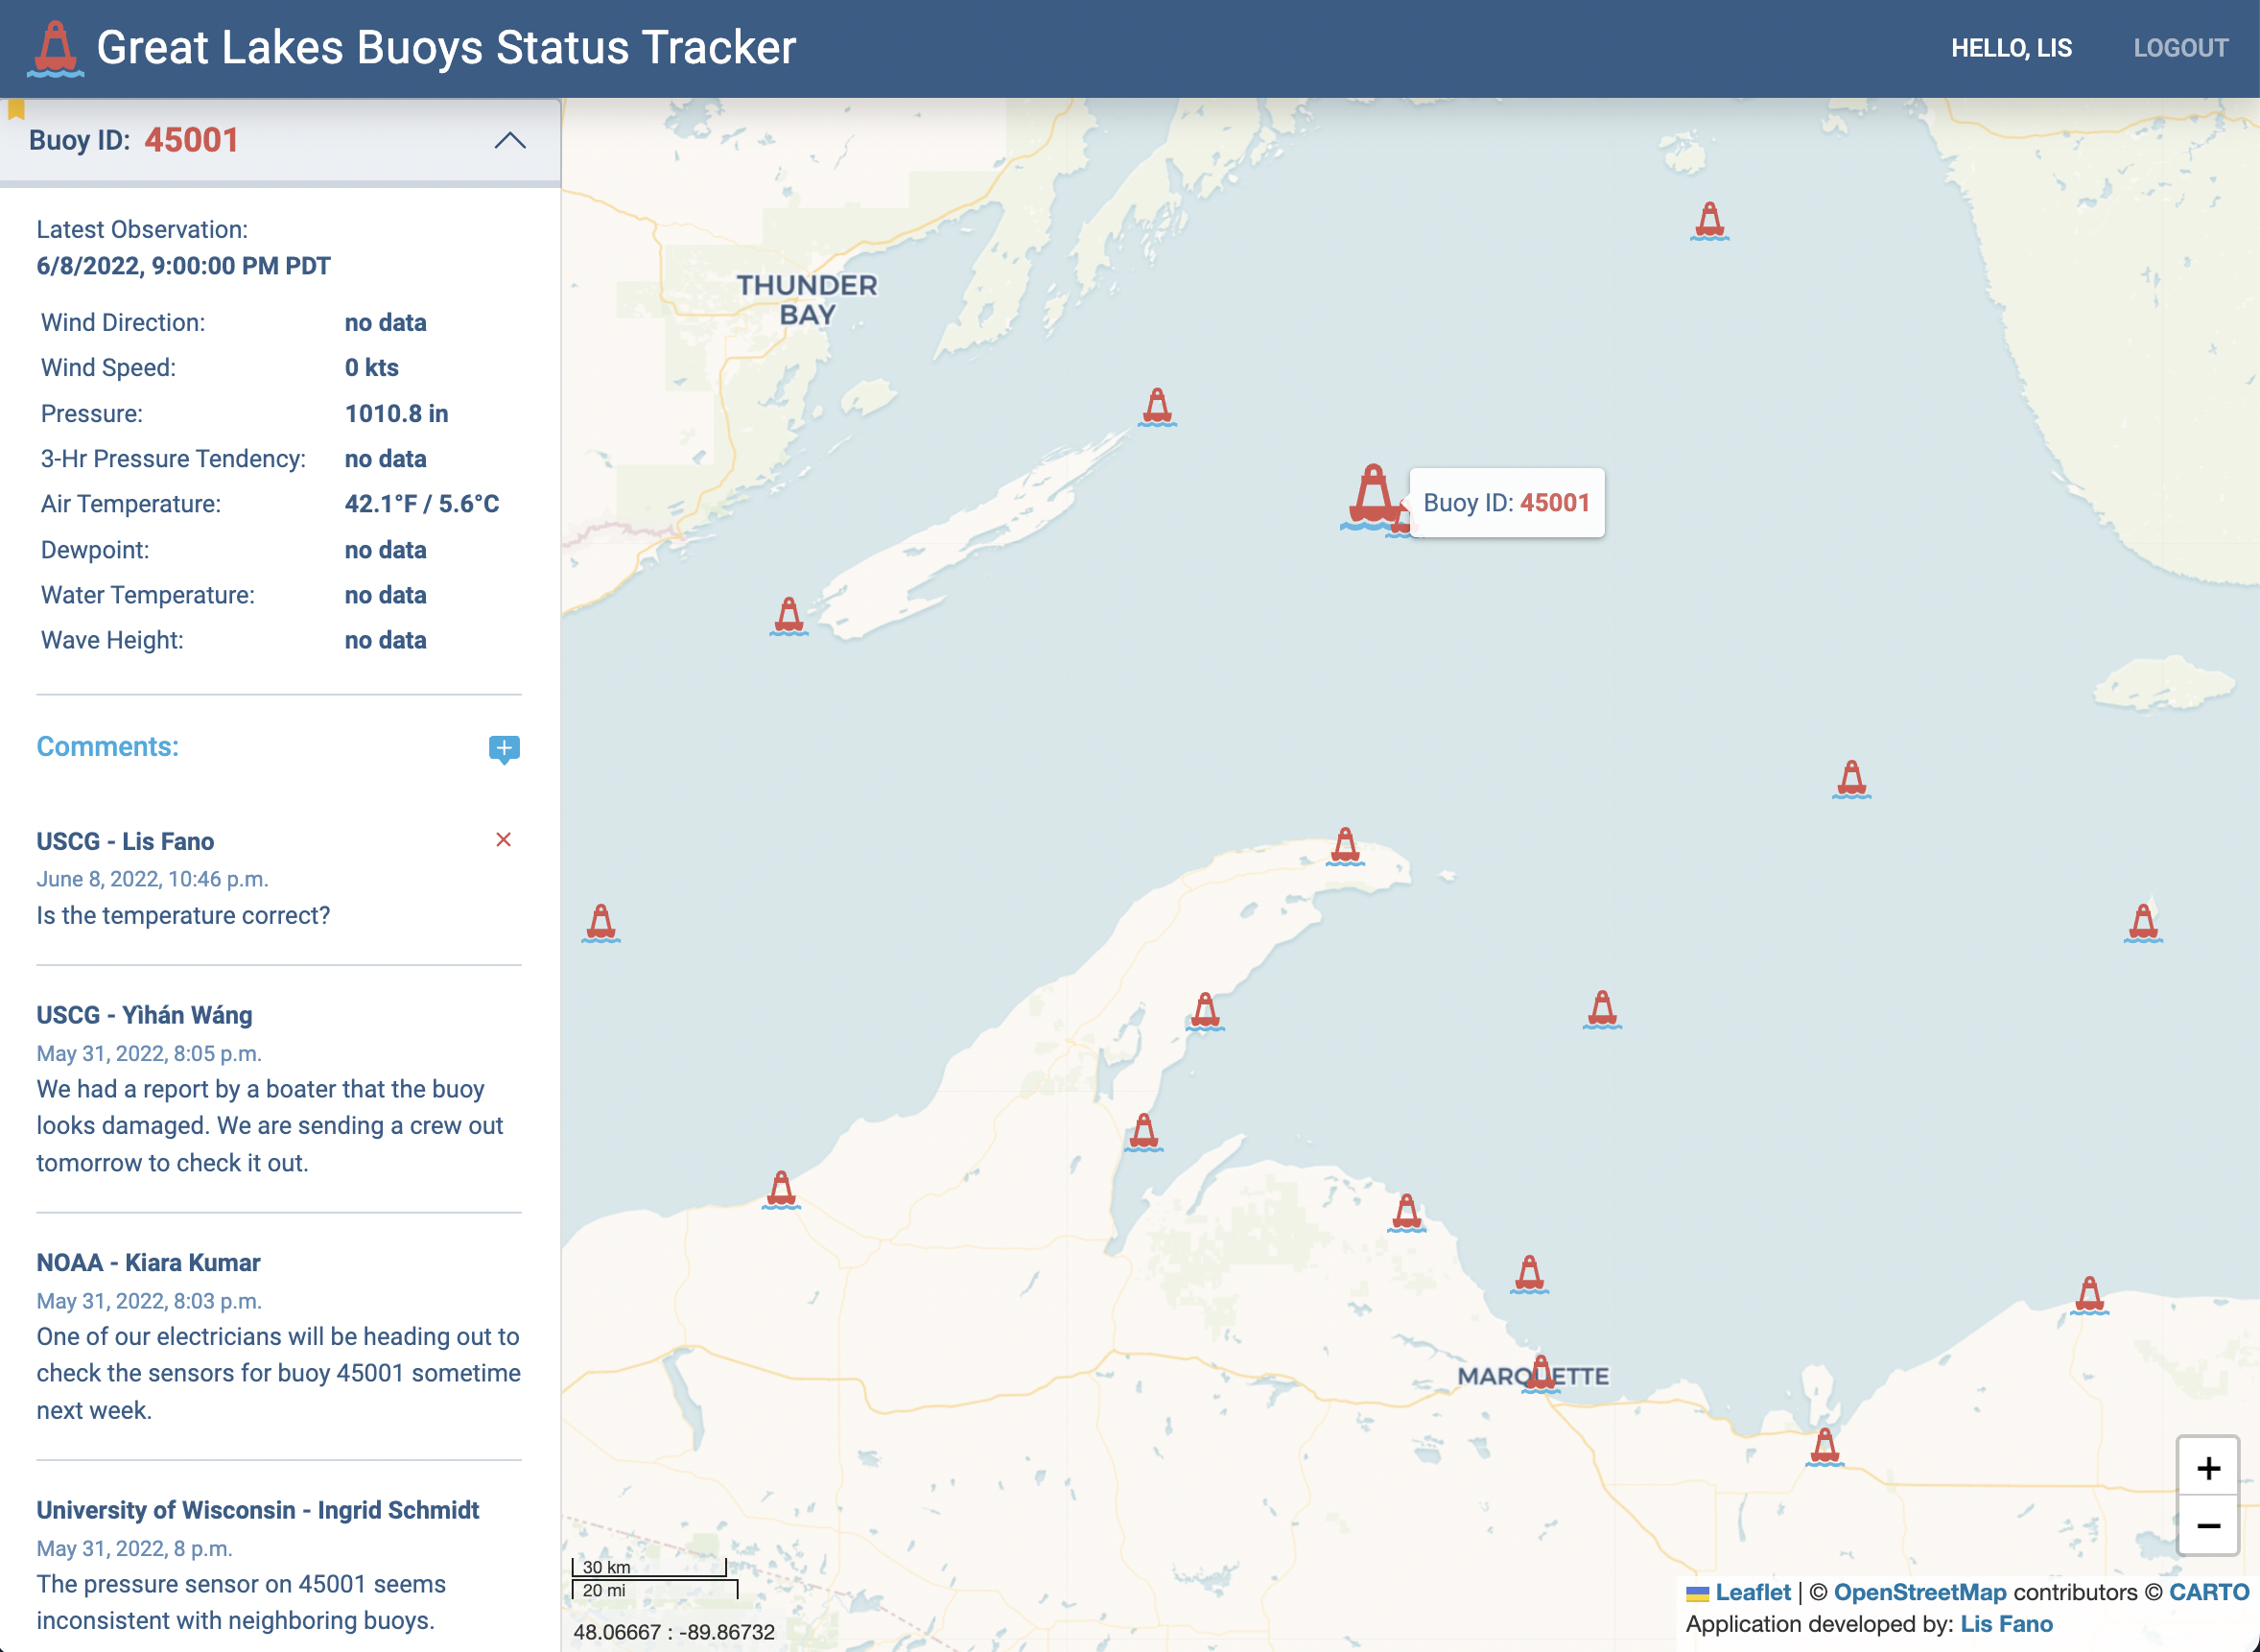 Great Lakes Buoys Status Tracker
HELLO, LIS
LOGOUT
Buoy ID: 45001
Latest Observation:
6/8/2022, 9:00:00 PM PDT
Wind Direction: no data
Wind Speed: 0 kts
Pressure: 1010.8 in
3-Hr Pressure Tendency: no data
Air Temperature: 42.1°F / 5.6°C
Dewpoint: no data
Water Temperature: no data
Wave Height: no data
Comments:
USCG - Lis Fano
June 8, 2022, 10:46 p.m.
Is the temperature correct?
USCG - Yìhán Wáng
May 31, 2022, 8:05 p.m.
We had a report by a boater that the buoy
looks damaged. We are sending a crew out
tomorrow to check it out.
NOAA - Kiara Kumar
May 31, 2022, 8:03 p.m.
One of our electricians will be heading out to
check the sensors for buoy 45001 sometime
next week.
University of Wisconsin - Ingrid Schmidt
May 31, 2022, 8 p.m.
The pressure sensor on 45001 seems
inconsistent with neighboring buoys.
THUNDER
BAY
Buoy ID: 45001
MARQUETTE
+
−
30 km
20 mi
48.06667 : -89.86732
Leaflet | © OpenStreetMap contributors © CARTO
Application developed by: Lis Fano